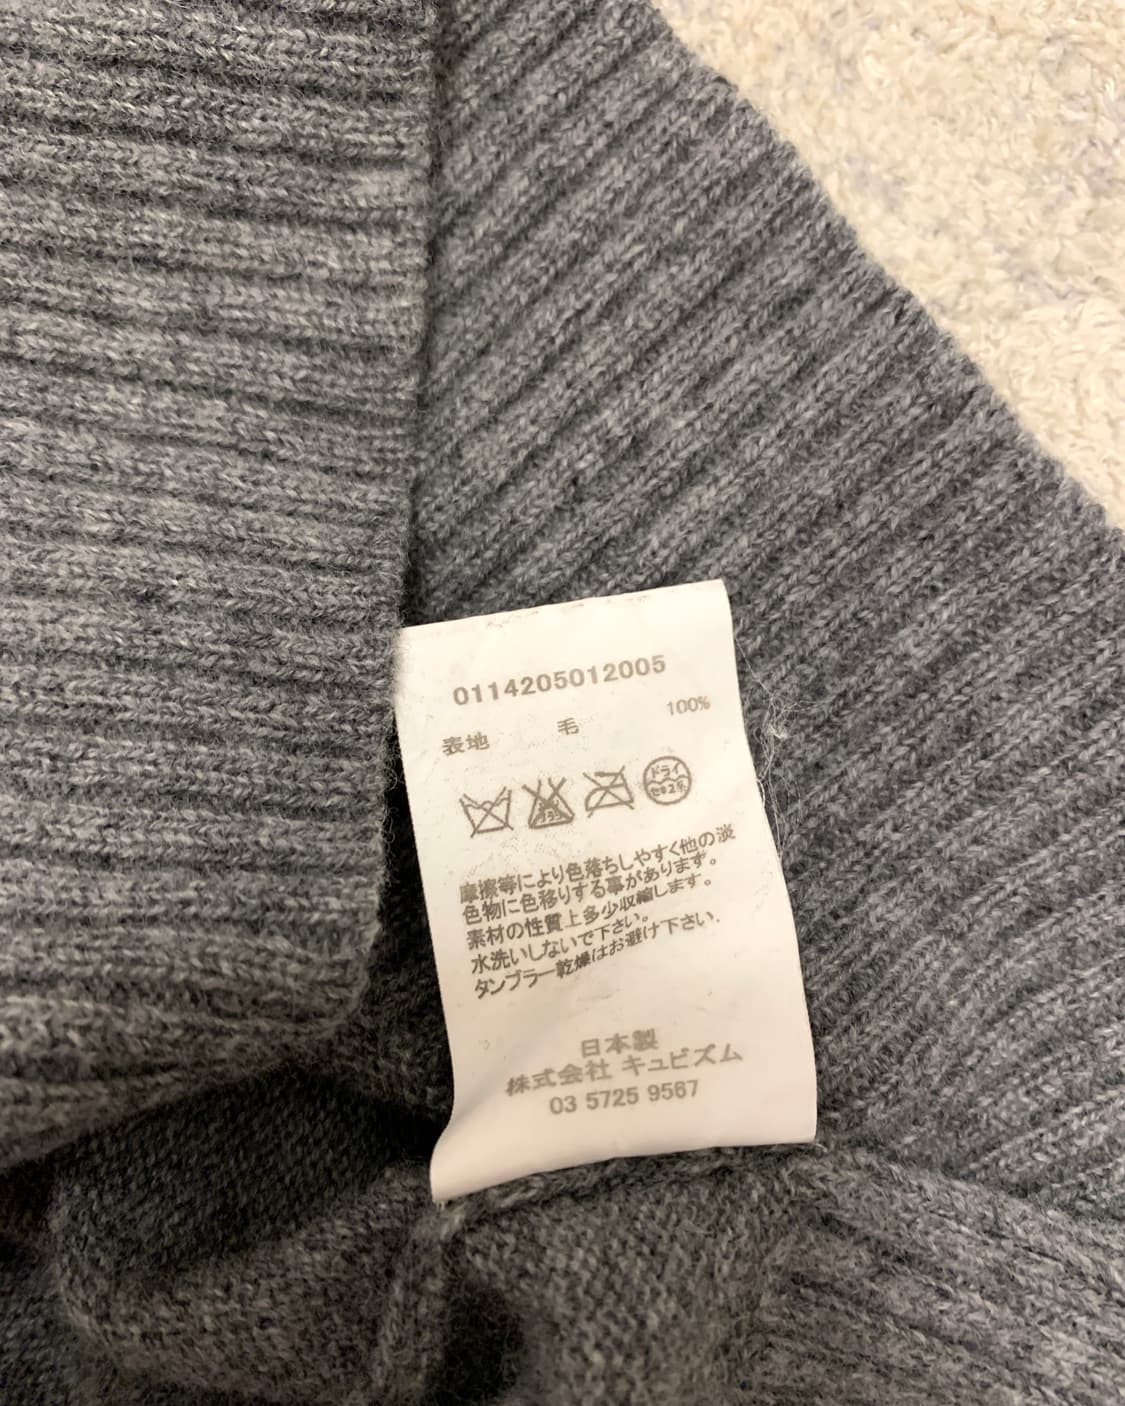 0114205012005
表地 毛 100%
ドライ
セキユ系
摩擦等により色落ちしやすく他の淡
色物に色移りする事があります。
素材の性質上多少収縮します。
水洗いしないで下さい。
タンブラー乾燥はお避け下さい.
日本製
株式会社 キュビズム
03 5725 9567